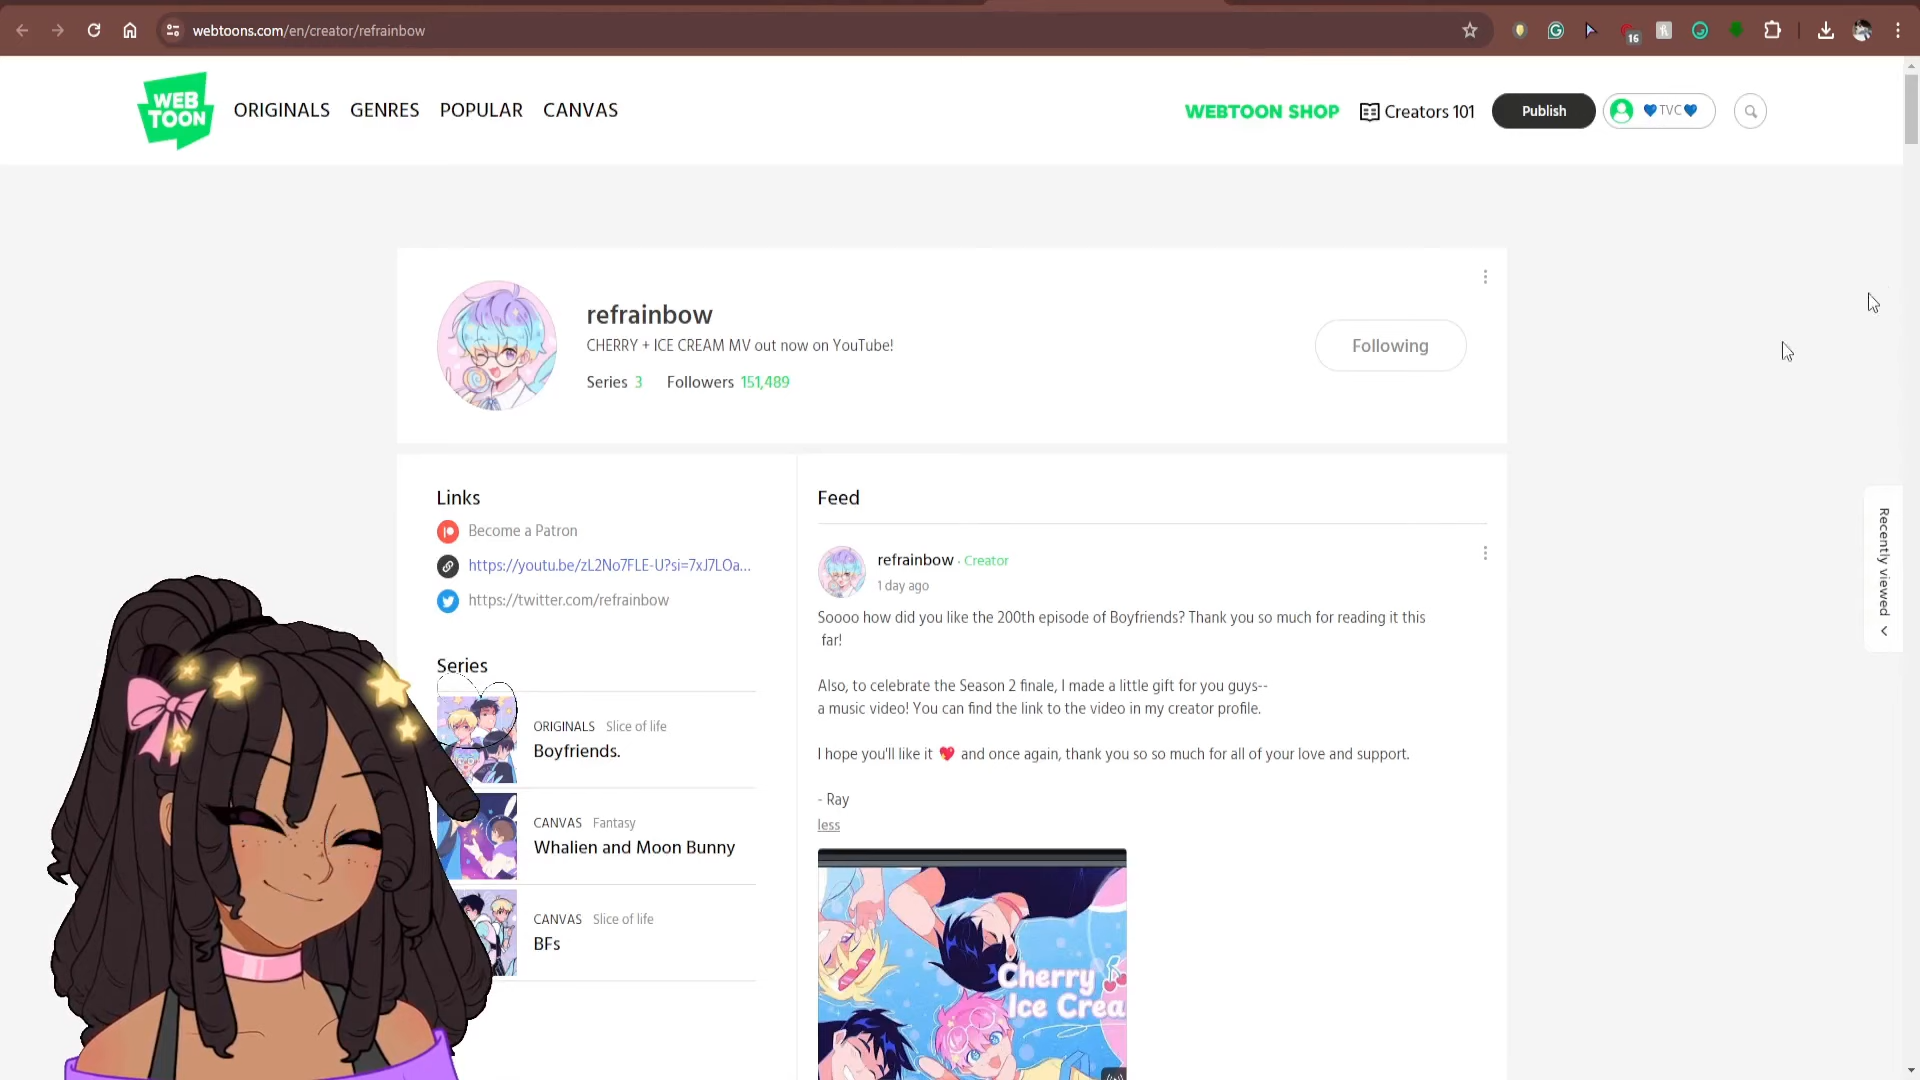 webtoons.com/en/creator/refrainbow
16
WEB
TOON
ORIGINALS GENRES POPULAR CANVAS
WEBTOON SHOP Creators 101 Publish 💙TVC💙
refrainbow
CHERRY + ICE CREAM MV out now on YouTube!
Series 3 Followers 151,489
Following
Links
Become a Patron
https://youtu.be/zL2No7FLE-U?si=7xJ7LOa...
https://twitter.com/refrainbow
Series
ORIGINALS Slice of life
Boyfriends.
CANVAS Fantasy
Whalien and Moon Bunny
CANVAS Slice of life
BFs
Feed
refrainbow · Creator
1 day ago
Soooo how did you like the 200th episode of Boyfriends? Thank you so much for reading it this
far!
Also, to celebrate the Season 2 finale, I made a little gift for you guys--
a music video! You can find the link to the video in my creator profile.
I hope you'll like it 💖 and once again, thank you so so much for all of your love and support.
- Ray
less
Cherry
Ice Crea
Recently viewed